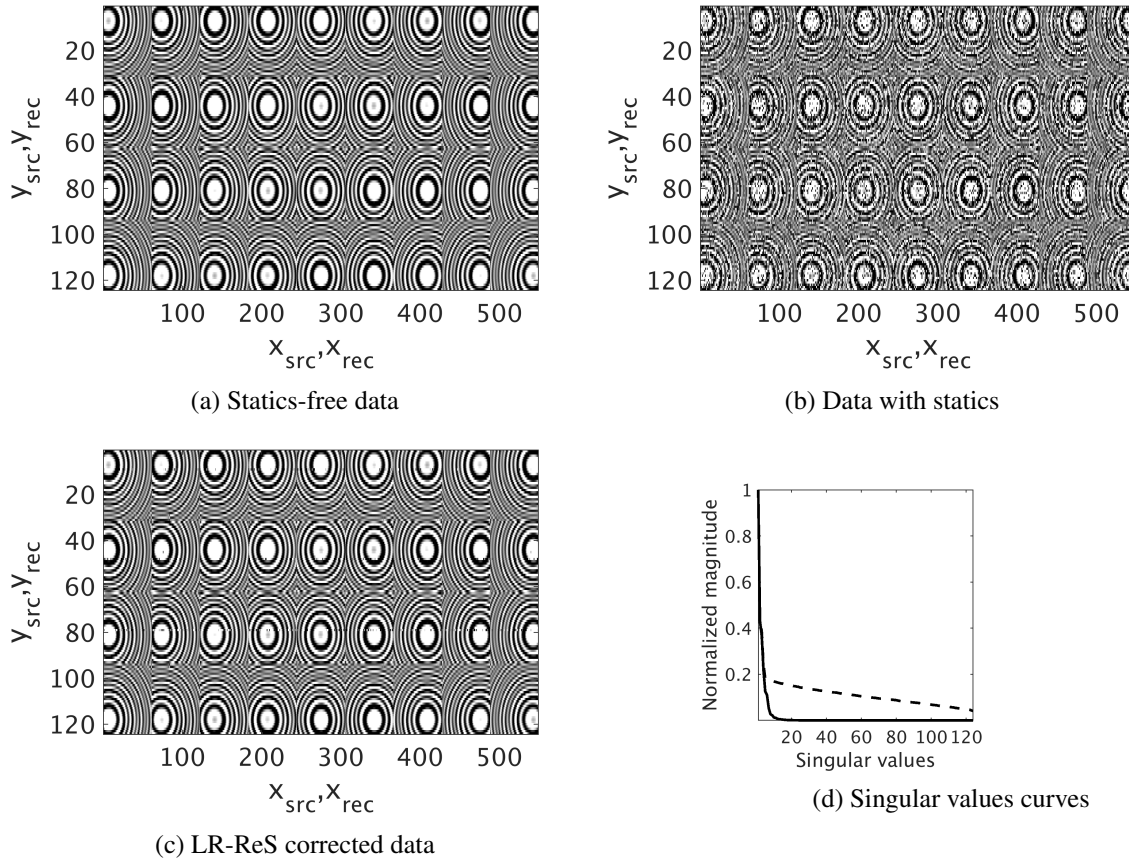 20
40
60
80
100
120
y_src,y_rec
100 200 300 400 500
x_src,x_rec
(a) Statics-free data
20
40
60
80
100
120
y_src,y_rec
100 200 300 400 500
x_src,x_rec
(b) Data with statics
20
40
60
80
100
120
y_src,y_rec
100 200 300 400 500
x_src,x_rec
(c) LR-ReS corrected data
1
0.8
0.6
0.4
0.2
Normalized magnitude
20 40 60 80 100 120
Singular values
(d) Singular values curves